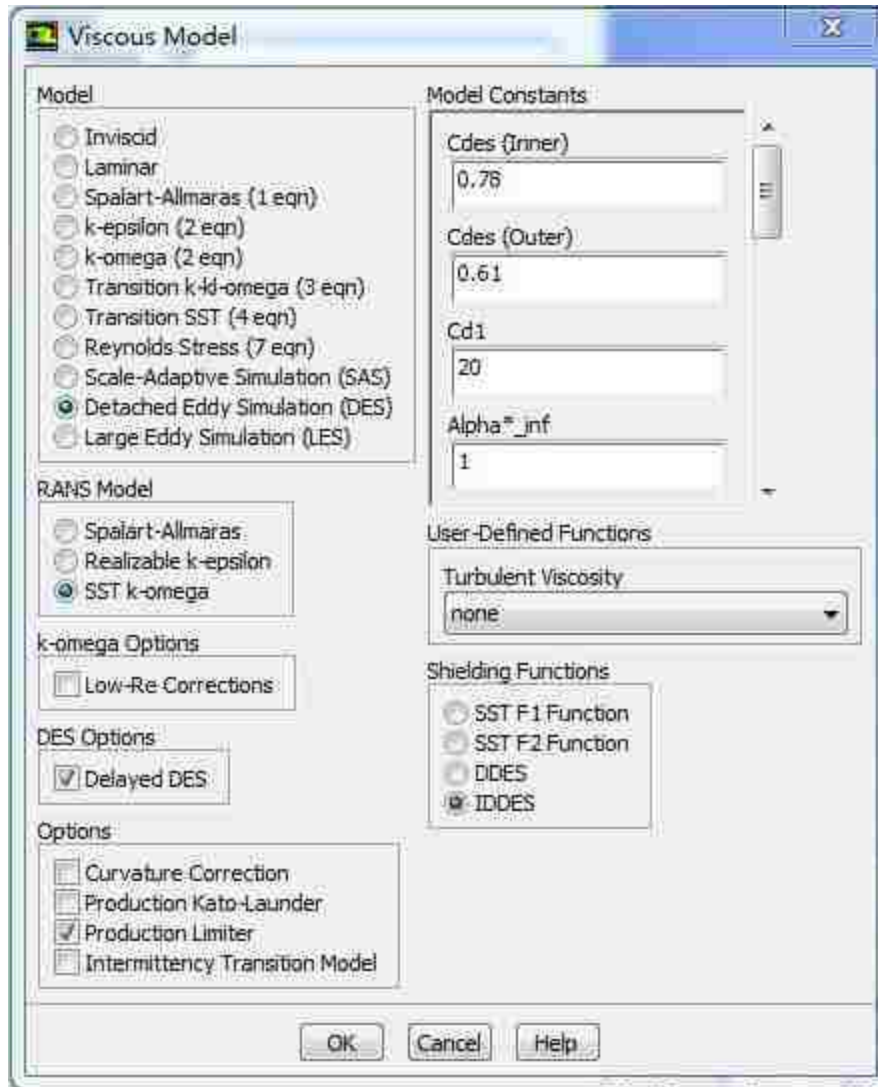 Viscous Model
Model
Inviscid
Laminar
Spalart-Allmaras (1 eqn)
k-epsilon (2 eqn)
k-omega (2 eqn)
Transition k-kl-omega (3 eqn)
Transition SST (4 eqn)
Reynolds Stress (7 eqn)
Scale-Adaptive Simulation (SAS)
Detached Eddy Simulation (DES)
Large Eddy Simulation (LES)
RANS Model
Spalart-Allmaras
Realizable k-epsilon
SST k-omega
k-omega Options
Low-Re Corrections
DES Options
Delayed DES
Options
Curvature Correction
Production Kato-Launder
Production Limiter
Intermittency Transition Model
Model Constants
Cdes (Inner)
0.78
Cdes (Outer)
0.61
Cd1
20
Alpha*_inf
1
User-Defined Functions
Turbulent Viscosity
none
Shielding Functions
SST F1 Function
SST F2 Function
DDES
IDDES
OK
Cancel
Help